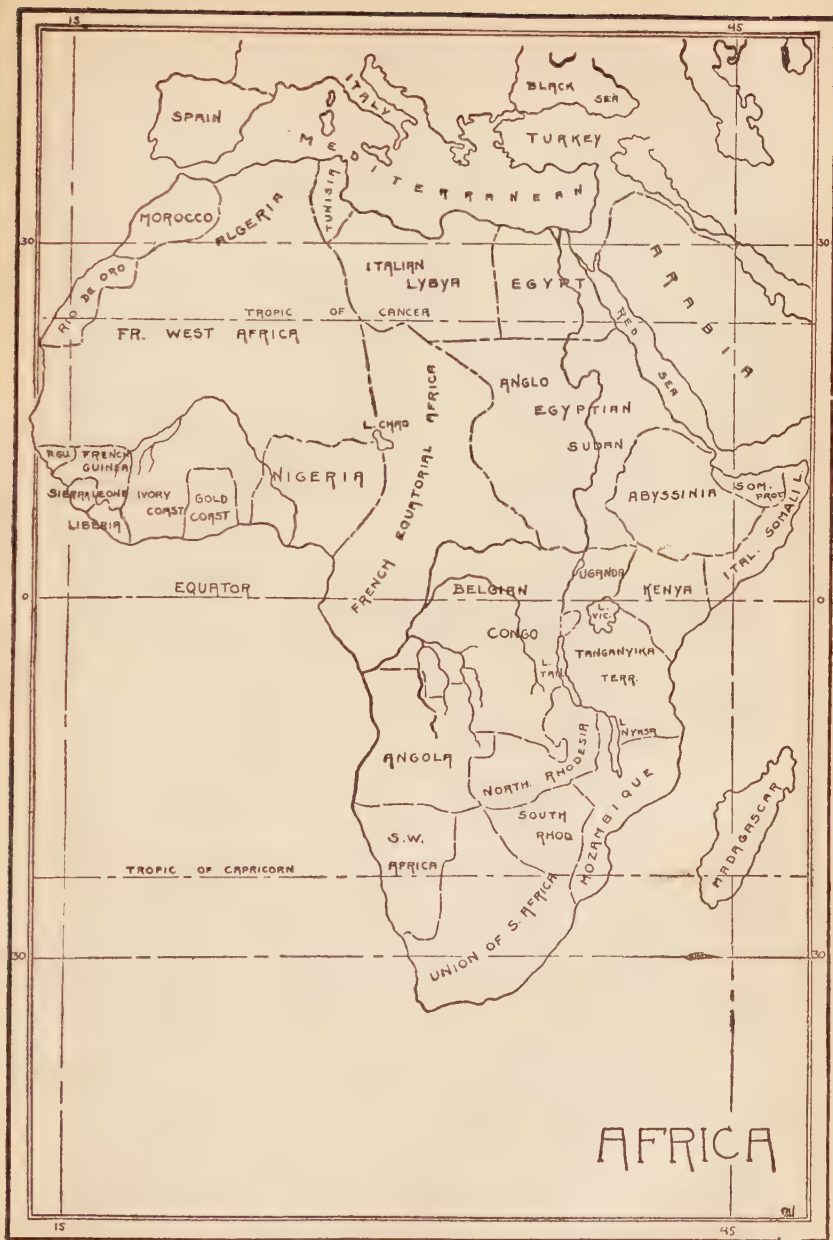 15
45
BLACK
SEA
ITALY
SPAIN
TURKEY
MEDITERRANEAN
TUNISIA
MOROCCO
ALGERIA
30
30
ITALIAN
LYBYA
EGYPT
ARABIA
RIO DE ORO
TROPIC OF CANCER
FR. WEST AFRICA
RED
SEA
ANGLO
EGYPTIAN
SUDAN
L. CHAD
FRENCH EQUATORIAL AFRICA
P.GU.
FRENCH
GUINEA
NIGERIA
ABYSSINIA
SOM.
PROT.
SIERRA LEONE
IVORY
COAST
GOLD
COAST
LIBERIA
ITAL. SOMALI L.
UGANDA
EQUATOR
BELGIAN
CONGO
KENYA
0
0
L.
VIC.
TANGANYIKA
TERR.
L.
TAN.
L.
NYASA
ANGOLA
NORTH. RHODESIA
SOUTH
RHOD
MOZAMBIQUE
MADAGASCAR
S.W.
AFRICA
TROPIC OF CAPRICORN
UNION OF S. AFRICA
30
30
AFRICA
15
45